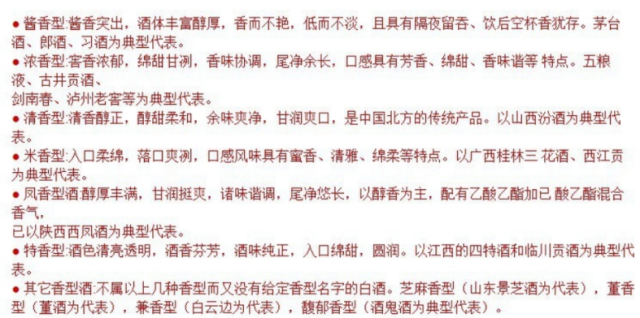 ● 酱香型:酱香突出，酒体丰富醇厚，香而不艳，低而不淡，且具有隔夜留香、饮后空杯香犹存。茅台
酒、郎酒、习酒为典型代表。
● 浓香型:窖香浓郁，绵甜甘冽，香味协调，尾净余长，口感具有芳香、绵甜、香味谐等 特点。五粮
液、古井贡酒、
剑南春、泸州老窖等为典型代表。
● 清香型:清香醇正，醇甜柔和，余味爽净，甘润爽口，是中国北方的传统产品。以山西汾酒为典型代
表。
● 米香型:入口柔绵，落口爽冽，口感风味具有蜜香、清雅、绵柔等特点。以广西桂林三 花酒、西江贡
为典型代表。
● 凤香型酒:醇厚丰满，甘润挺爽，诸味谐调，尾净悠长，以醇香为主，配有乙酸乙酯加已 酸乙酯混合
香气，
已以陕西西凤酒为典型代表。
● 特香型:酒色清亮透明，酒香芬芳，酒味纯正，入口绵甜，圆润。以江西的四特酒和临川贡酒为典型代
表。
● 其它香型酒:不属以上几种香型而又没有给定香型名字的白酒。芝麻香型（山东景芝酒为代表），董香
型（董酒为代表），兼香型（白云边为代表），馥郁香型（酒鬼酒为典型代表）。